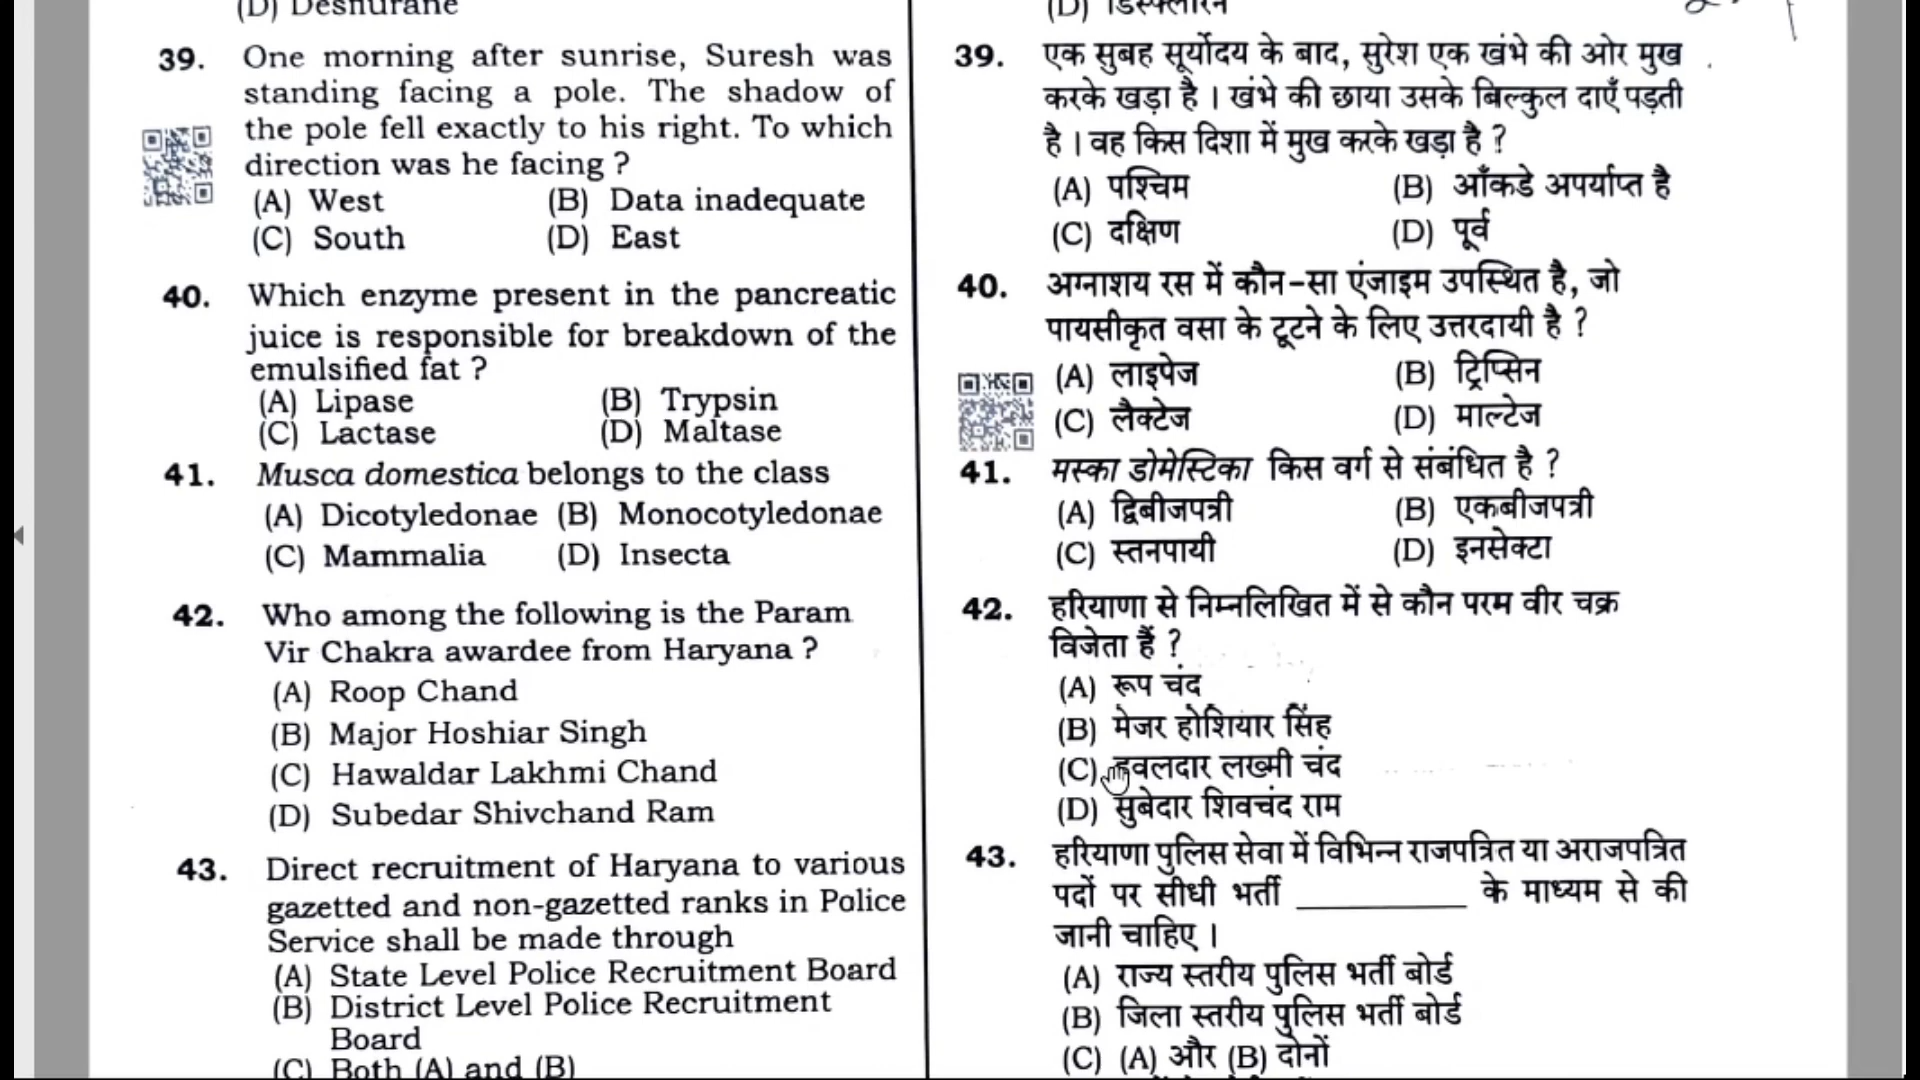 (D) Deshurane
39. One morning after sunrise, Suresh was
standing facing a pole. The shadow of
the pole fell exactly to his right. To which
direction was he facing ?
(A) West (B) Data inadequate
(C) South (D) East
40. Which enzyme present in the pancreatic
juice is responsible for breakdown of the
emulsified fat ?
(A) Lipase (B) Trypsin
(C) Lactase (D) Maltase
41. Musca domestica belongs to the class
(A) Dicotyledonae (B) Monocotyledonae
(C) Mammalia (D) Insecta
42. Who among the following is the Param
Vir Chakra awardee from Haryana ?
(A) Roop Chand
(B) Major Hoshiar Singh
(C) Hawaldar Lakhmi Chand
(D) Subedar Shivchand Ram
43. Direct recruitment of Haryana to various
gazetted and non-gazetted ranks in Police
Service shall be made through
(A) State Level Police Recruitment Board
(B) District Level Police Recruitment
Board
(C) Both (A) and (B)
(D)
39. एक सुबह सूर्योदय के बाद, सुरेश एक खंभे की ओर मुख
करके खड़ा है । खंभे की छाया उसके बिल्कुल दाएँ पड़ती
है । वह किस दिशा में मुख करके खड़ा है ?
(A) पश्चिम (B) आँकडे अपर्याप्त है
(C) दक्षिण (D) पूर्व
40. अग्नाशय रस में कौन-सा एंजाइम उपस्थित है, जो
पायसीकृत वसा के टूटने के लिए उत्तरदायी है ?
(A) लाइपेज (B) ट्रिप्सिन
(C) लैक्टेज (D) माल्टेज
41. मस्का डोमेस्टिका किस वर्ग से संबंधित है ?
(A) द्विबीजपत्री (B) एकबीजपत्री
(C) स्तनपायी (D) इनसेक्टा
42. हरियाणा से निम्नलिखित में से कौन परम वीर चक्र
विजेता हैं ?
(A) रूप चंद
(B) मेजर होशियार सिंह
(C) हवलदार लख्मी चंद
(D) सुबेदार शिवचंद राम
43. हरियाणा पुलिस सेवा में विभिन्न राजपत्रित या अराजपत्रित
पदों पर सीधी भर्ती __________ के माध्यम से की
जानी चाहिए ।
(A) राज्य स्तरीय पुलिस भर्ती बोर्ड
(B) जिला स्तरीय पुलिस भर्ती बोर्ड
(C) (A) और (B) दोनों